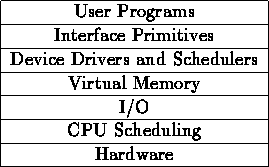 User Programs
Interface Primitives
Device Drivers and Schedulers
Virtual Memory
I/O
CPU Scheduling
Hardware